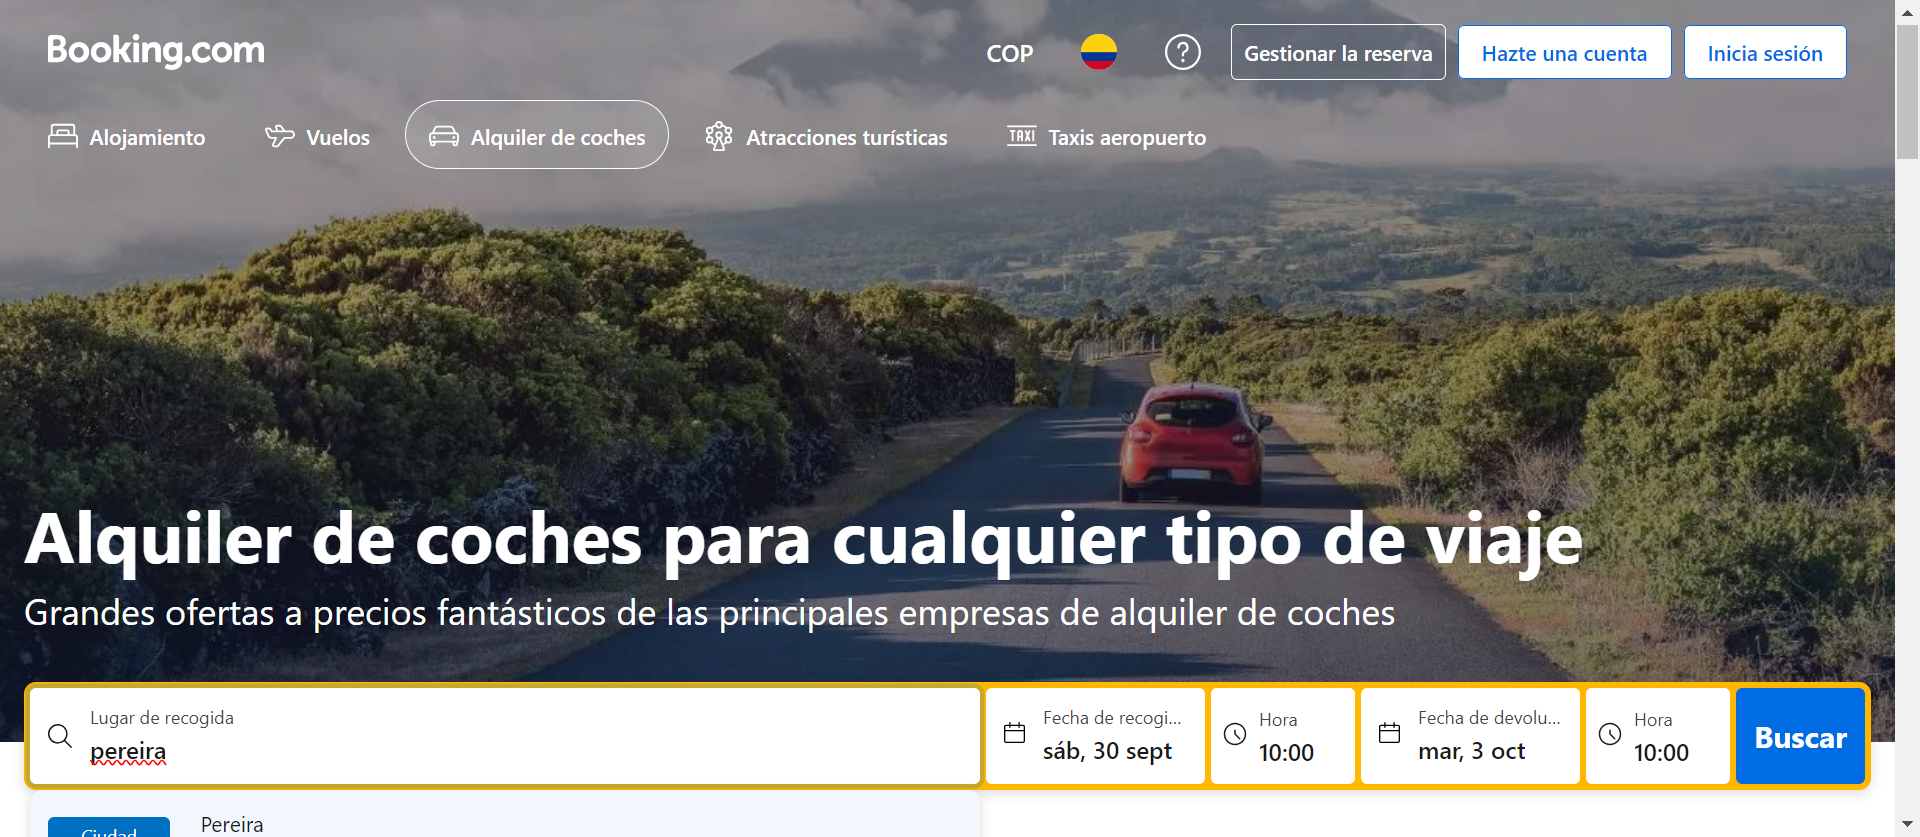 Booking.com
COP
Gestionar la reserva
Hazte una cuenta
Inicia sesión
Alojamiento
Vuelos
Alquiler de coches
Atracciones turísticas
TAXI
Taxis aeropuerto
Alquiler de coches para cualquier tipo de viaje
Grandes ofertas a precios fantásticos de las principales empresas de alquiler de coches
Lugar de recogida
pereira
Fecha de recogi...
sáb, 30 sept
Hora
10:00
Fecha de devolu...
mar, 3 oct
Hora
10:00
Buscar
Ciudad
Pereira